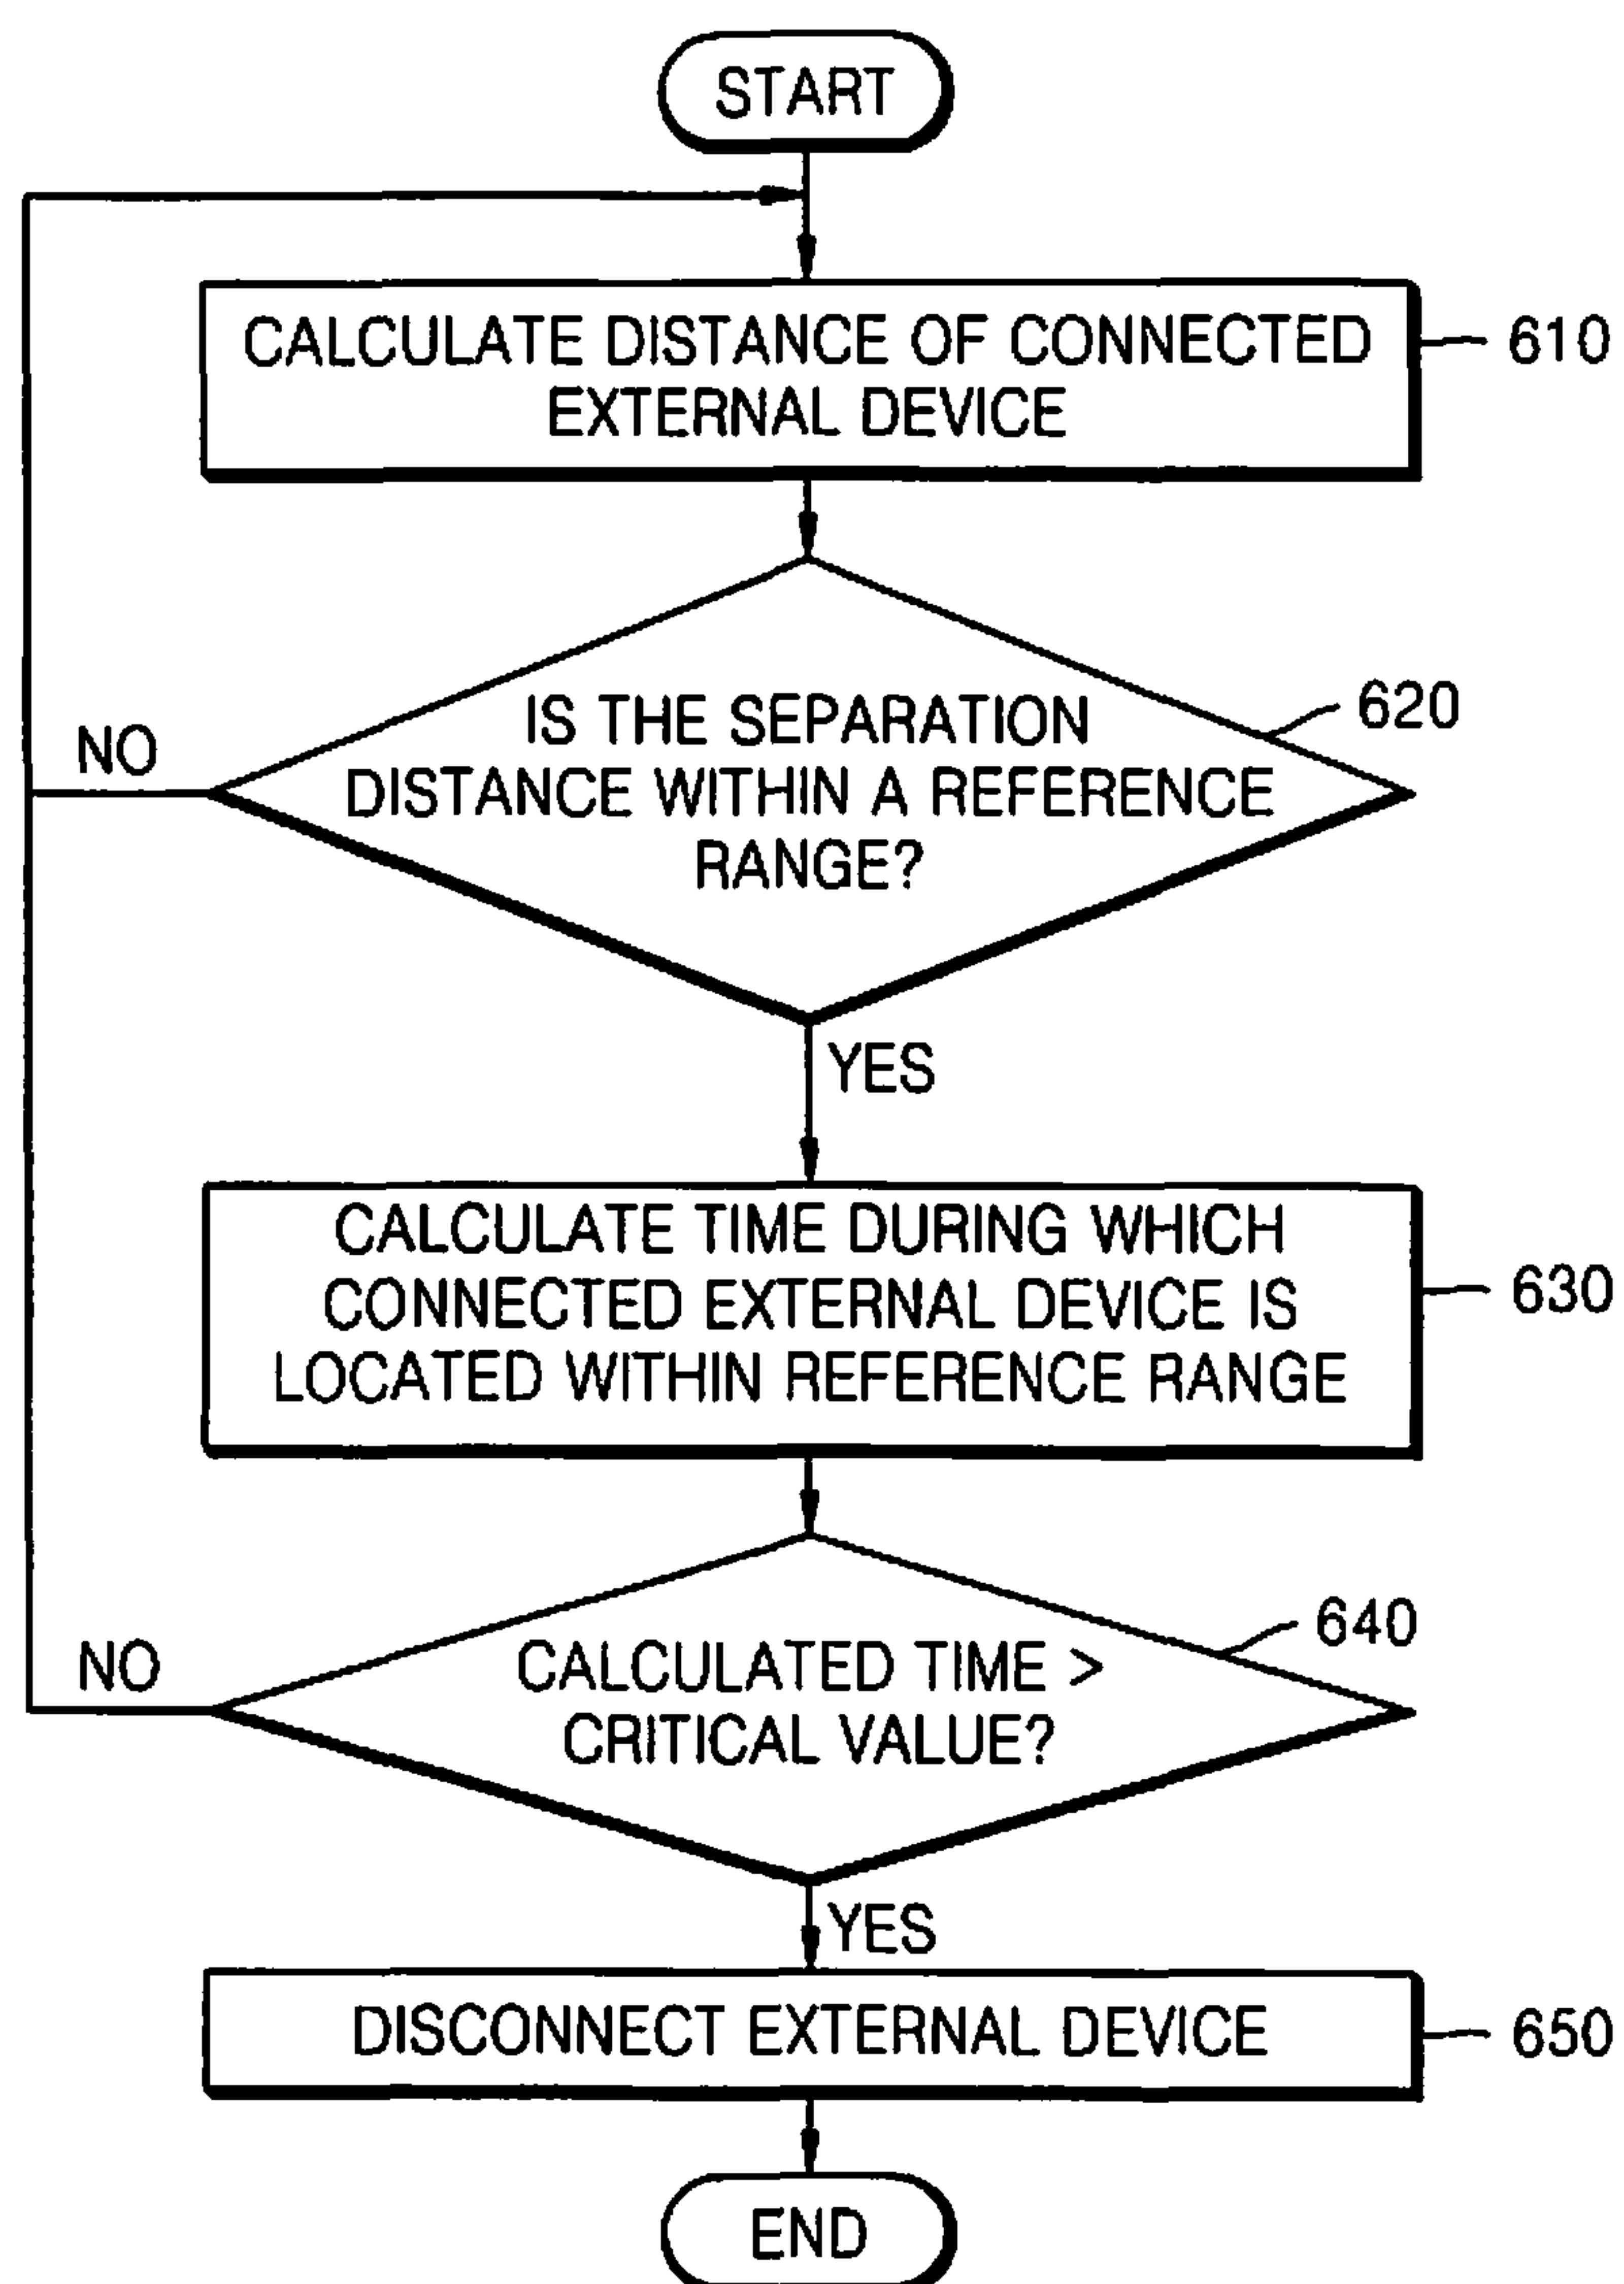 START
CALCULATE DISTANCE OF CONNECTED
EXTERNAL DEVICE
610
IS THE SEPARATION
DISTANCE WITHIN A REFERENCE
RANGE?
620
NO
YES
CALCULATE TIME DURING WHICH
CONNECTED EXTERNAL DEVICE IS
LOCATED WITHIN REFERENCE RANGE
630
CALCULATED TIME >
CRITICAL VALUE?
640
NO
YES
DISCONNECT EXTERNAL DEVICE
650
END